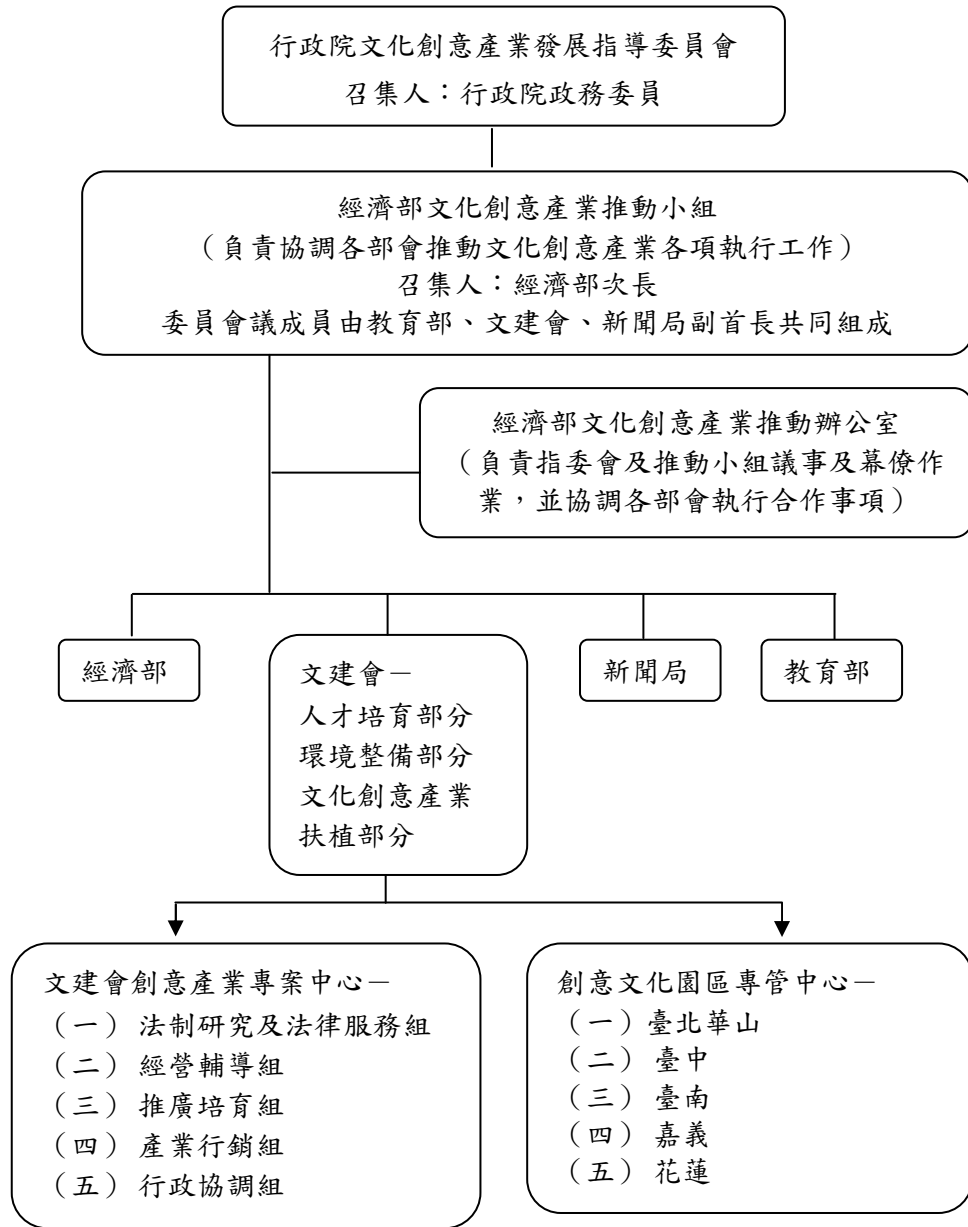 行政院文化創意產業發展指導委員會
召集人：行政院政務委員
經濟部文化創意產業推動小組
（負責協調各部會推動文化創意產業各項執行工作）
召集人：經濟部次長
委員會議成員由教育部、文建會、新聞局副首長共同組成
經濟部文化創意產業推動辦公室
（負責指委會及推動小組議事及幕僚作
業，並協調各部會執行合作事項）
經濟部
文建會－
人才培育部分
環境整備部分
文化創意產業
扶植部分
新聞局
教育部
文建會創意產業專案中心－
（一） 法制研究及法律服務組
（二） 經營輔導組
（三） 推廣培育組
（四） 產業行銷組
（五） 行政協調組
創意文化園區專管中心－
（一） 臺北華山
（二） 臺中
（三） 臺南
（四） 嘉義
（五） 花蓮